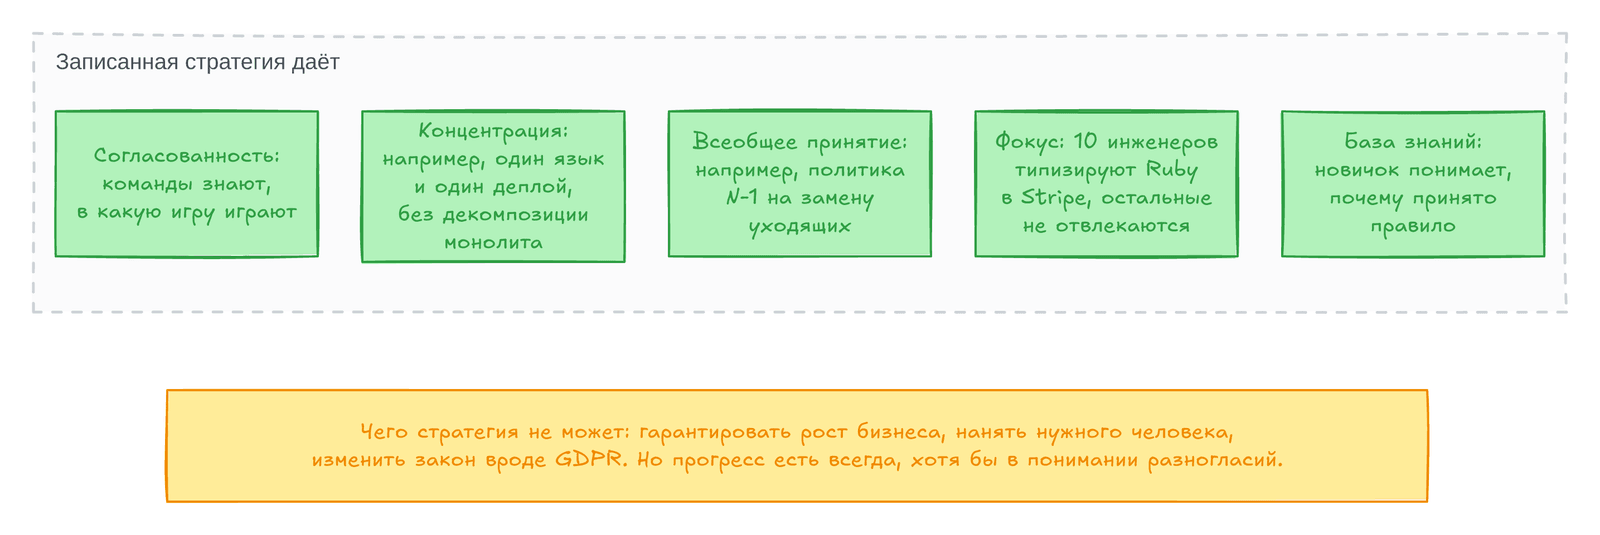 Записанная стратегия даёт
Согласованность:
команды знают,
в какую игру играют
Концентрация:
например, один язык
и один деплой,
без декомпозиции
монолита
Всеобщее принятие:
например, политика
N-1 на замену
уходящих
Фокус: 10 инженеров
типизируют Ruby
в Stripe, остальные
не отвлекаются
База знаний:
новичок понимает,
почему принято
правило
Чего стратегия не может: гарантировать рост бизнеса, нанять нужного человека,
изменить закон вроде GDPR. Но прогресс есть всегда, хотя бы в понимании разногласий.